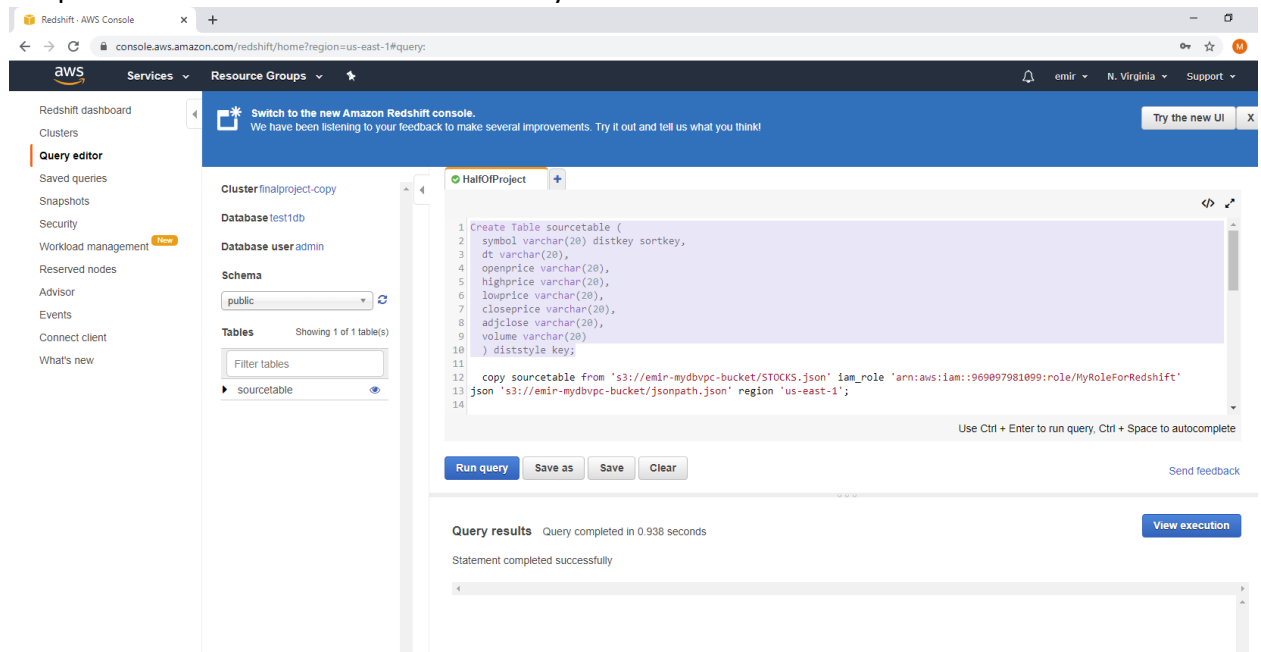 Redshift · AWS Console
console.aws.amazon.com/redshift/home?region=us-east-1#query:
M
aws Services Resource Groups emir N. Virginia Support
Redshift dashboard
Clusters
Query editor
Saved queries
Snapshots
Security
Workload management New
Reserved nodes
Advisor
Events
Connect client
What's new
Switch to the new Amazon Redshift console.
We have been listening to your feedback to make several improvements. Try it out and tell us what you think!
Try the new UI X
Cluster finalproject-copy
Database test1db
Database user admin
Schema
public
Tables Showing 1 of 1 table(s)
Filter tables
sourcetable
HalfOfProject +
1 Create Table sourcetable (
2 symbol varchar(20) distkey sortkey,
3 dt varchar(20),
4 openprice varchar(20),
5 highprice varchar(20),
6 lowprice varchar(20),
7 closeprice varchar(20),
8 adjclose varchar(20),
9 volume varchar(20)
10 ) diststyle key;
11
12 copy sourcetable from 's3://emir-mydbvpc-bucket/STOCKS.json' iam_role 'arn:aws:iam::969097981099:role/MyRoleForRedshift'
13 json 's3://emir-mydbvpc-bucket/jsonpath.json' region 'us-east-1';
14
Use Ctrl + Enter to run query, Ctrl + Space to autocomplete
Run query Save as Save Clear
Send feedback
Query results Query completed in 0.938 seconds
View execution
Statement completed successfully